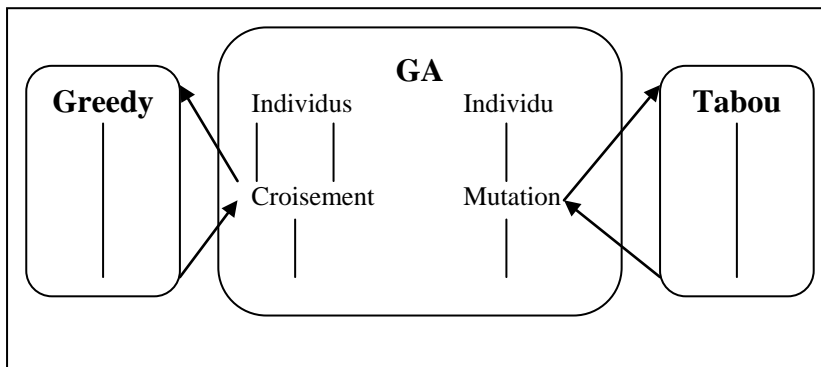 GA
Greedy
Individus
Individu
Tabou
Croisement
Mutation